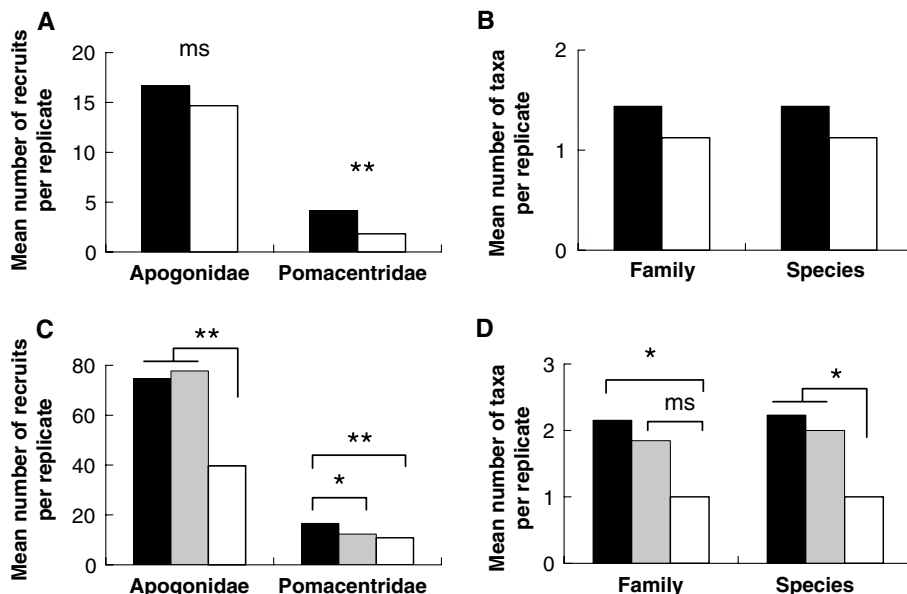 A
Mean number of recruits
per replicate
20
15
10
5
0
ms
**
Apogonidae
Pomacentridae
B
Mean number of taxa
per replicate
2
1
0
Family
Species
C
Mean number of recruits
per replicate
80
60
40
20
0
**
**
*
Apogonidae
Pomacentridae
D
Mean number of taxa
per replicate
3
2
1
0
*
ms
*
Family
Species